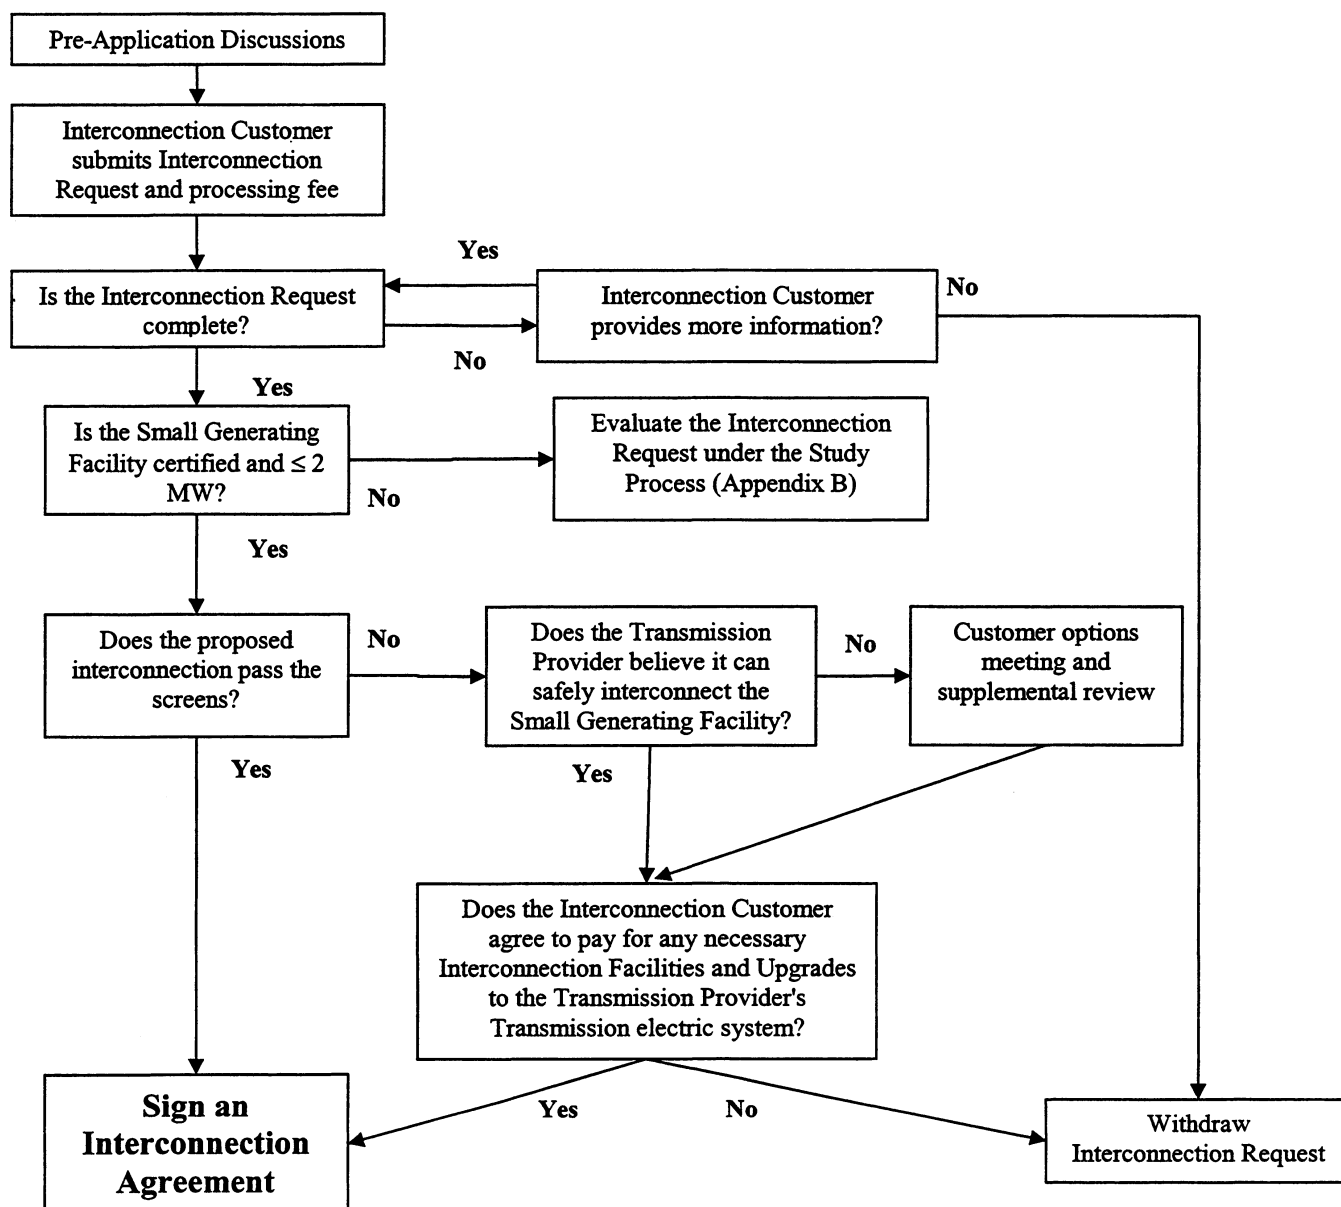 Pre-Application Discussions
Interconnection Customer
submits Interconnection
Request and processing fee
Yes
Is the Interconnection Request
complete?
Interconnection Customer
provides more information?
No
No
Yes
Is the Small Generating
Facility certified and ≤ 2
MW?
No
Evaluate the Interconnection
Request under the Study
Process (Appendix B)
Yes
Does the proposed
interconnection pass the
screens?
No
Does the Transmission
Provider believe it can
safely interconnect the
Small Generating Facility?
No
Customer options
meeting and
supplemental review
Yes
Yes
Does the Interconnection Customer
agree to pay for any necessary
Interconnection Facilities and Upgrades
to the Transmission Provider's
Transmission electric system?
Yes
No
Sign an
Interconnection
Agreement
Withdraw
Interconnection Request